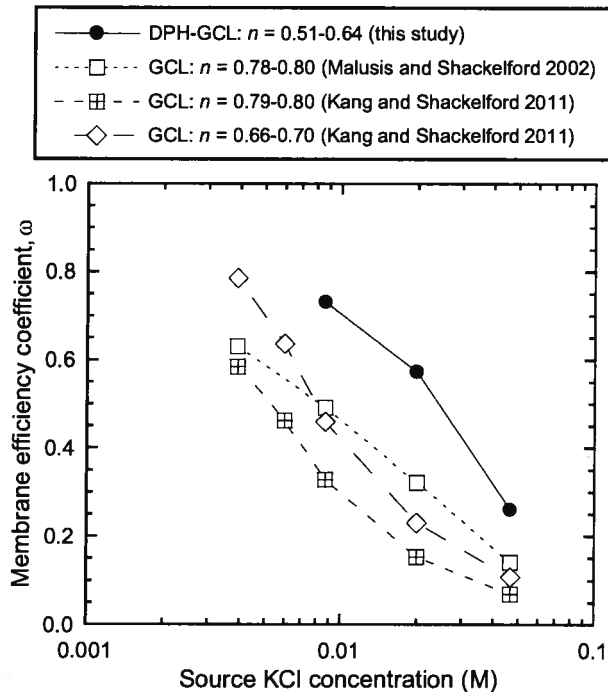 DPH-GCL: n = 0.51-0.64 (this study)
GCL: n = 0.78-0.80 (Malusis and Shackelford 2002)
GCL: n = 0.79-0.80 (Kang and Shackelford 2011)
GCL: n = 0.66-0.70 (Kang and Shackelford 2011)
Membrane efficiency coefficient, ω
1.0
0.8
0.6
0.4
0.2
0.0
0.001
0.01
0.1
Source KCl concentration (M)